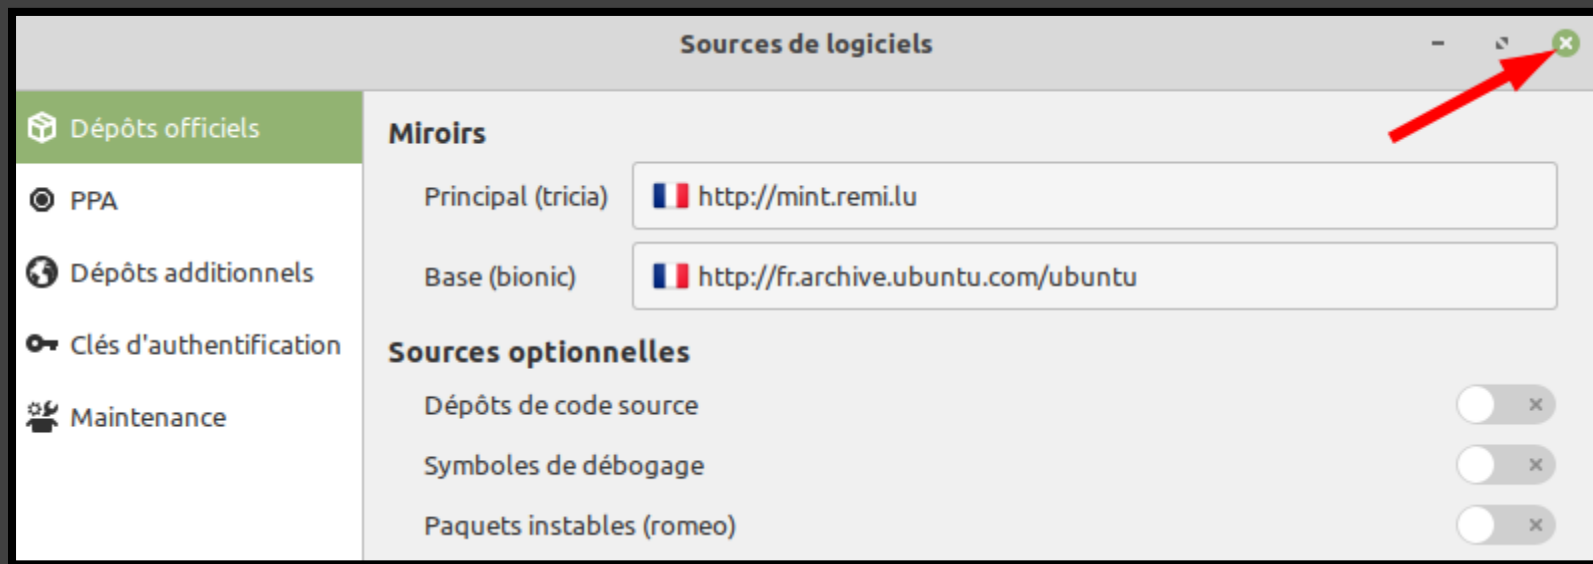 Sources de logiciels
Dépôts officiels
PPA
Dépôts additionnels
Clés d'authentification
Maintenance
Miroirs
Principal (tricia) http://mint.remi.lu
Base (bionic) http://fr.archive.ubuntu.com/ubuntu
Sources optionnelles
Dépôts de code source
Symboles de débogage
Paquets instables (romeo)